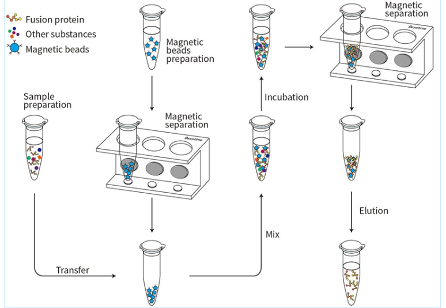 Fusion protein
Other substances
Magnetic beads
Magnetic
beads
preparation
Magnetic
separation
Sample
preparation
Magnetic
separation
Incubation
Transfer
Mix
Elution